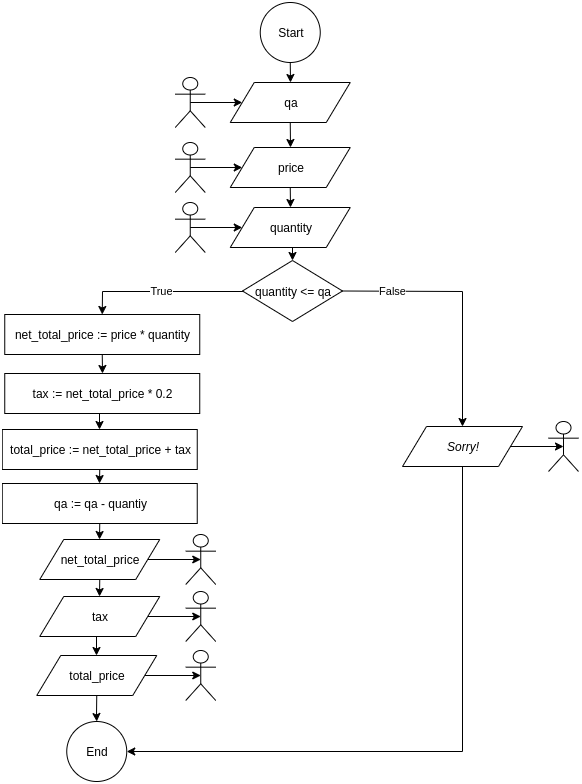 Start
qa
price
quantity
quantity <= qa
True
False
net_total_price := price * quantity
tax := net_total_price * 0.2
total_price := net_total_price + tax
Sorry!
qa := qa - quantiy
net_total_price
tax
total_price
End